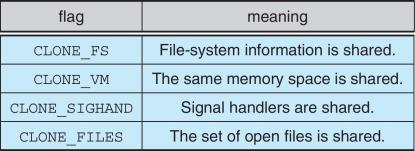 flag meaning
CLONE_FS File-system information is shared.
CLONE_VM The same memory space is shared.
CLONE_SIGHAND Signal handlers are shared.
CLONE_FILES The set of open files is shared.